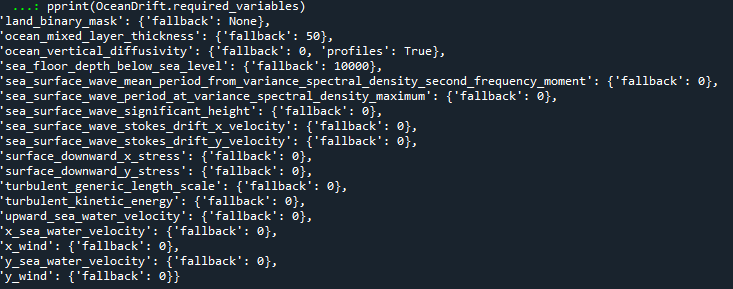 ...: pprint(OceanDrift.required_variables)
'land_binary_mask': {'fallback': None},
'ocean_mixed_layer_thickness': {'fallback': 50},
'ocean_vertical_diffusivity': {'fallback': 0, 'profiles': True},
'sea_floor_depth_below_sea_level': {'fallback': 10000},
'sea_surface_wave_mean_period_from_variance_spectral_density_second_frequency_moment': {'fallback': 0},
'sea_surface_wave_period_at_variance_spectral_density_maximum': {'fallback': 0},
'sea_surface_wave_significant_height': {'fallback': 0},
'sea_surface_wave_stokes_drift_x_velocity': {'fallback': 0},
'sea_surface_wave_stokes_drift_y_velocity': {'fallback': 0},
'surface_downward_x_stress': {'fallback': 0},
'surface_downward_y_stress': {'fallback': 0},
'turbulent_generic_length_scale': {'fallback': 0},
'turbulent_kinetic_energy': {'fallback': 0},
'upward_sea_water_velocity': {'fallback': 0},
'x_sea_water_velocity': {'fallback': 0},
'x_wind': {'fallback': 0},
'y_sea_water_velocity': {'fallback': 0},
'y_wind': {'fallback': 0}}